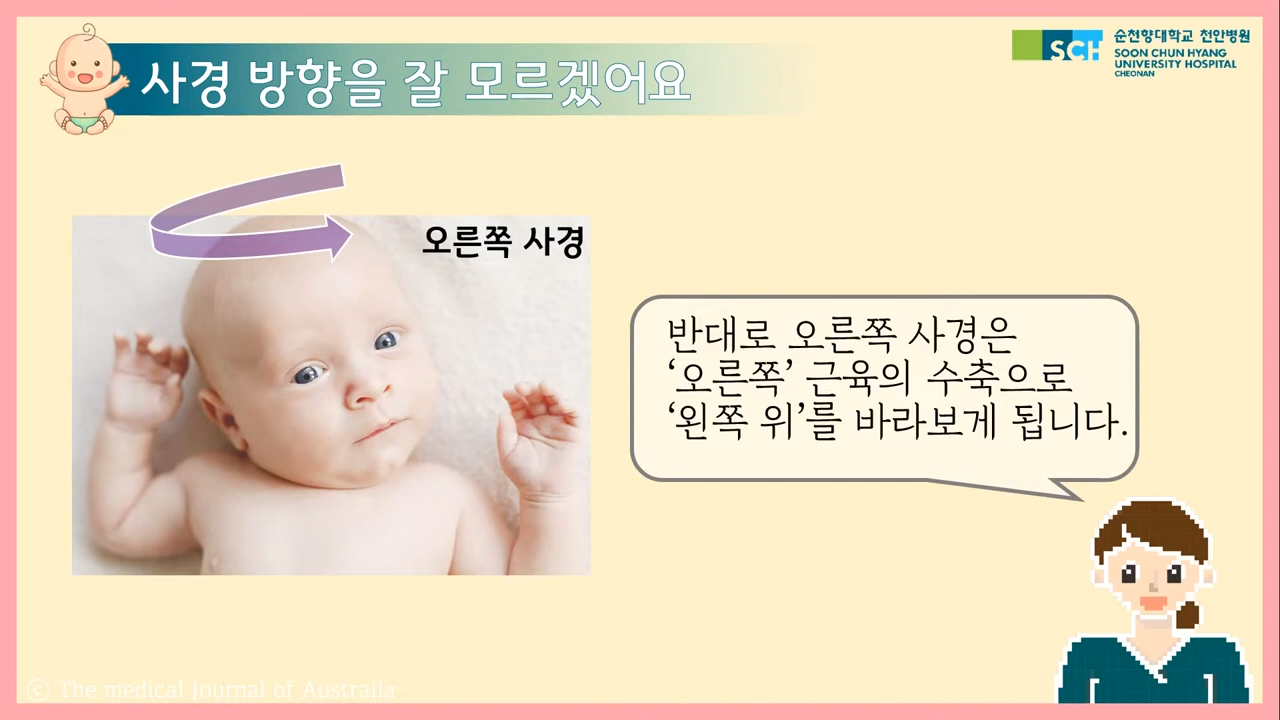 사경 방향을 잘 모르겠어요
SCH
순천향대학교 천안병원
SOON CHUN HYANG
UNIVERSITY HOSPITAL
CHEONAN
오른쪽 사경
반대로 오른쪽 사경은
‘오른쪽’ 근육의 수축으로
‘왼쪽 위’를 바라보게 됩니다.
© The medical Journal of Australia